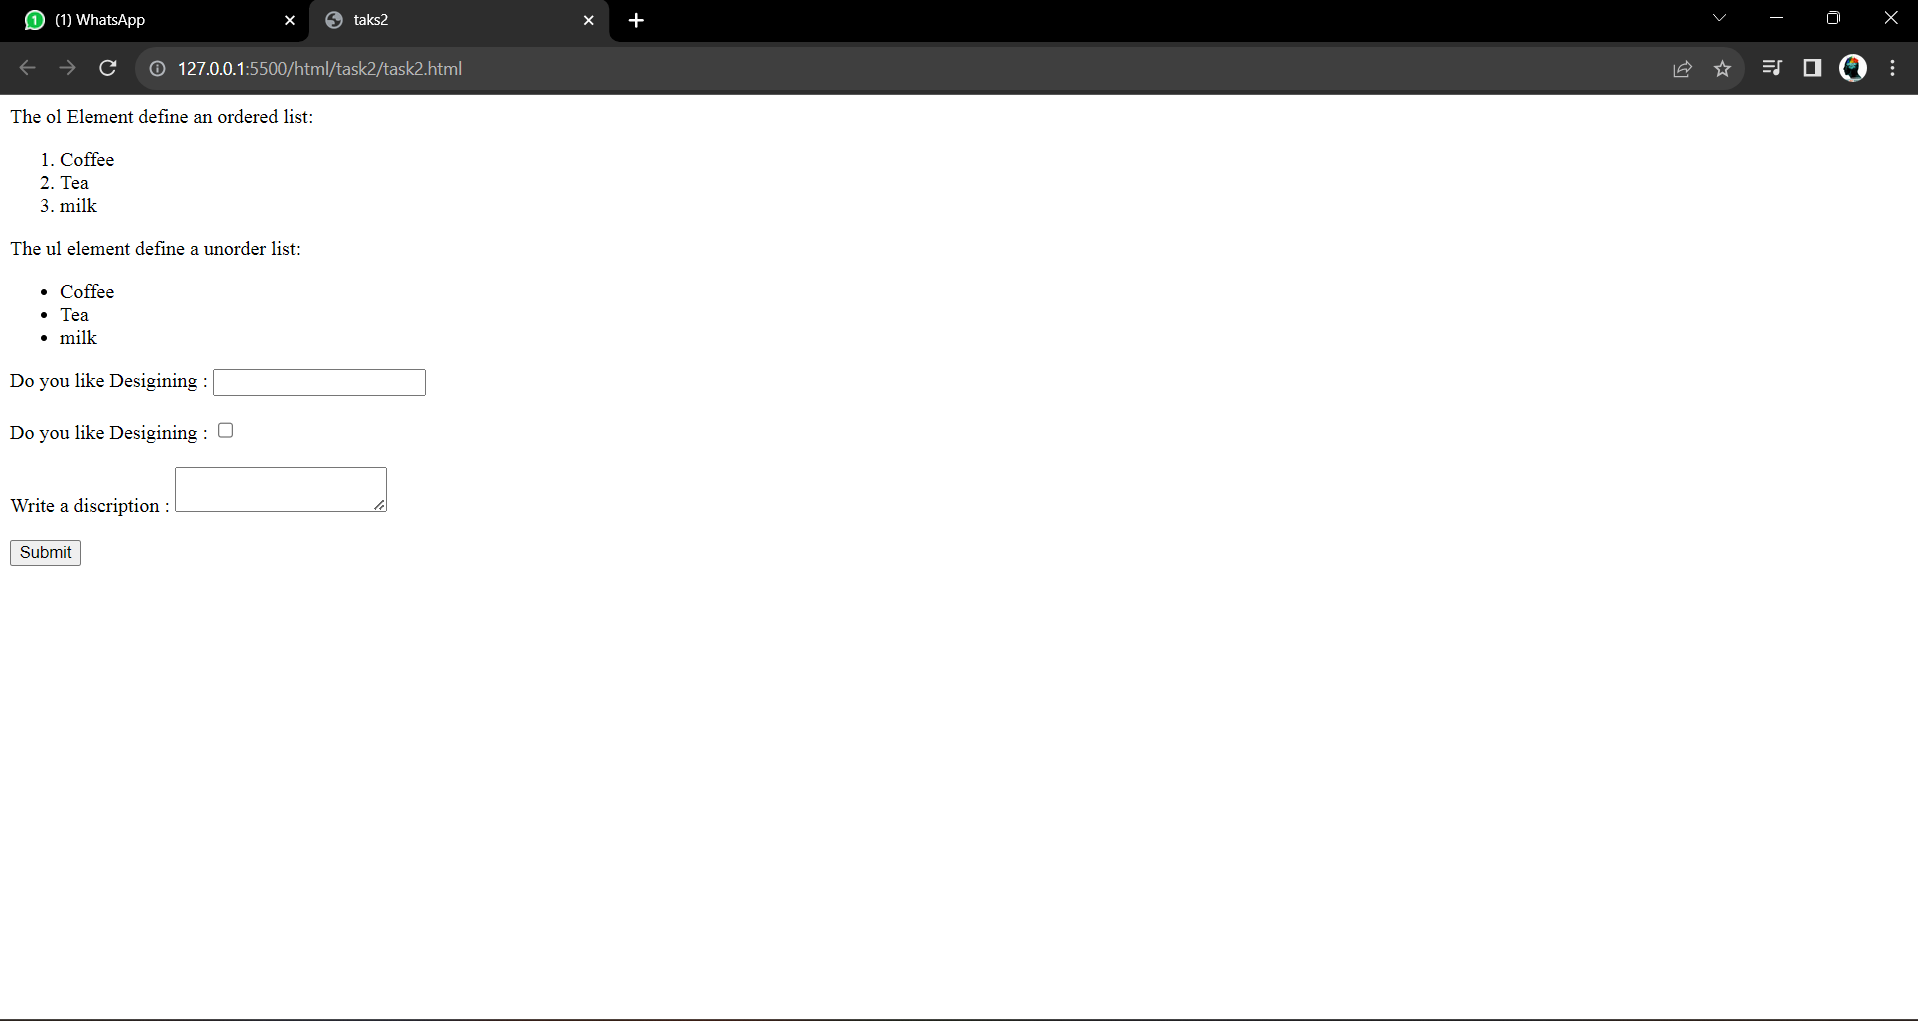 (1) WhatsApp
taks2
127.0.0.1:5500/html/task2/task2.html
The ol Element define an ordered list:
1. Coffee
2. Tea
3. milk
The ul element define a unorder list:
• Coffee
• Tea
• milk
Do you like Desigining :
Do you like Desigining :
Write a discription :
Submit